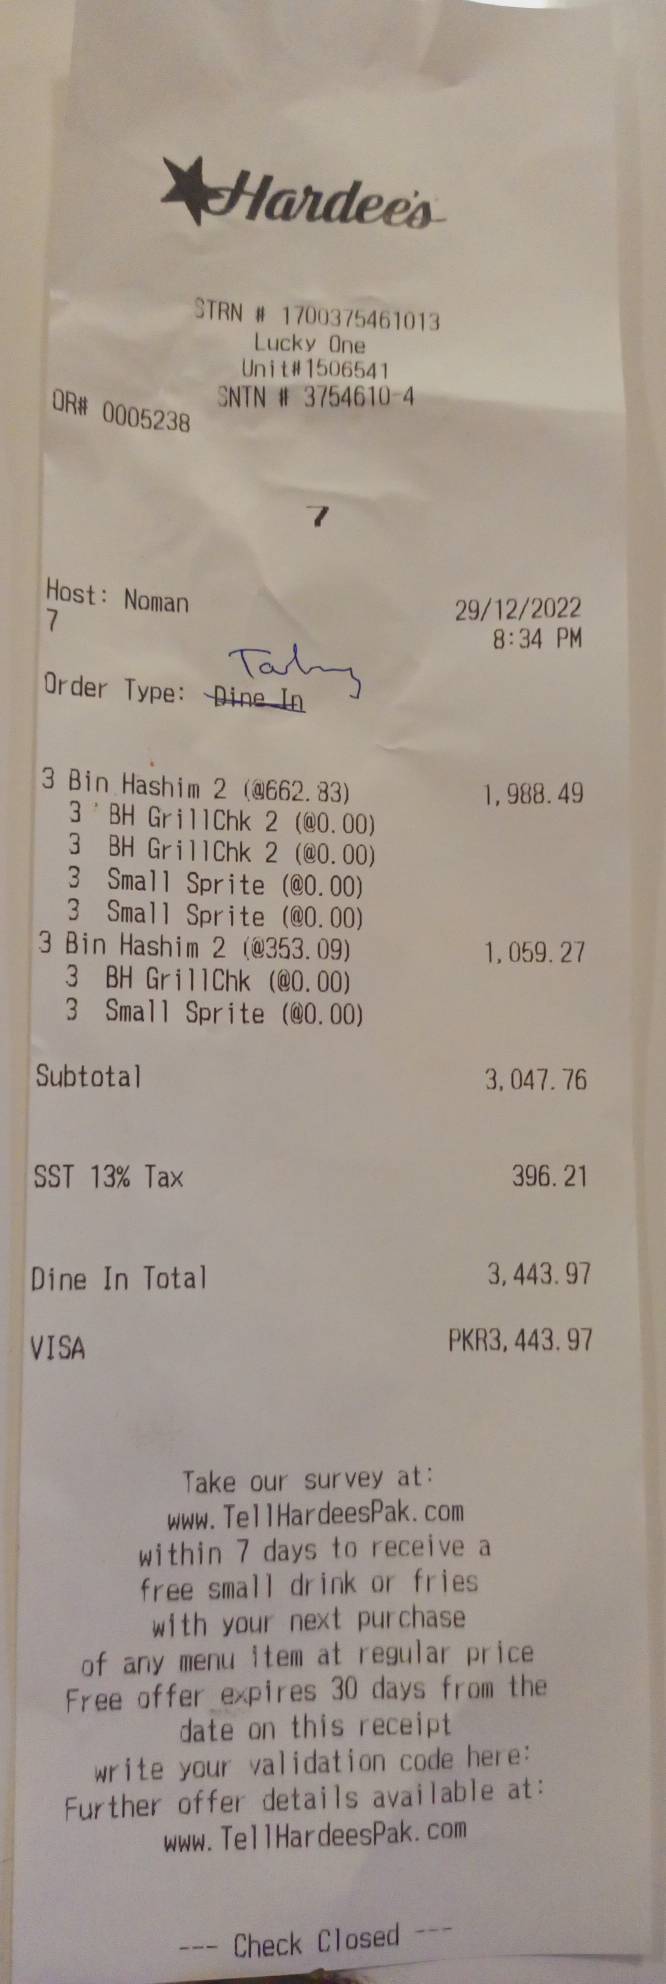 Hardee's
STRN # 1700375461013
Lucky One
Unit#1506541
OR# 0005238 SNTN # 3754610-4
7
Host: Noman 29/12/2022
7 8:34 PM
Order Type: Dine In
3 Bin Hashim 2 (@662.83) 1,988.49
3 BH GrillChk 2 (@0.00)
3 BH GrillChk 2 (@0.00)
3 Small Sprite (@0.00)
3 Small Sprite (@0.00)
3 Bin Hashim 2 (@353.09) 1,059.27
3 BH GrillChk (@0.00)
3 Small Sprite (@0.00)
Subtotal 3,047.76
SST 13% Tax 396.21
Dine In Total 3,443.97
VISA PKR3,443.97
Take our survey at:
www.TellHardeesPak.com
within 7 days to receive a
free small drink or fries
with your next purchase
of any menu item at regular price
Free offer expires 30 days from the
date on this receipt
write your validation code here:
Further offer details available at:
www.TellHardeesPak.com
--- Check Closed ---